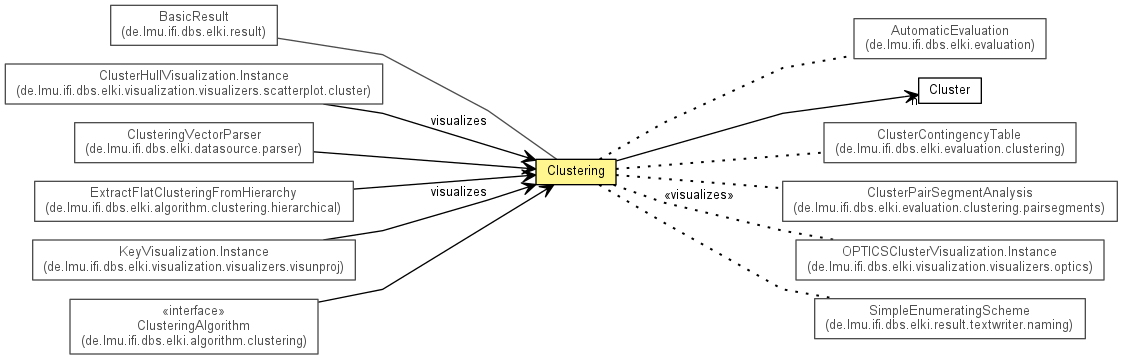 BasicResult
(de.lmu.ifi.dbs.elki.result)
ClusterHullVisualization.Instance
(de.lmu.ifi.dbs.elki.visualization.visualizers.scatterplot.cluster)
visualizes
ClusteringVectorParser
(de.lmu.ifi.dbs.elki.datasource.parser)
ExtractFlatClusteringFromHierarchy
(de.lmu.ifi.dbs.elki.algorithm.clustering.hierarchical)
visualizes
KeyVisualization.Instance
(de.lmu.ifi.dbs.elki.visualization.visualizers.visunproj)
«interface»
ClusteringAlgorithm
(de.lmu.ifi.dbs.elki.algorithm.clustering)
Clustering
AutomaticEvaluation
(de.lmu.ifi.dbs.elki.evaluation)
Cluster
n
ClusterContingencyTable
(de.lmu.ifi.dbs.elki.evaluation.clustering)
«visualizes»
ClusterPairSegmentAnalysis
(de.lmu.ifi.dbs.elki.evaluation.clustering.pairsegments)
OPTICSClusterVisualization.Instance
(de.lmu.ifi.dbs.elki.visualization.visualizers.optics)
SimpleEnumeratingScheme
(de.lmu.ifi.dbs.elki.result.textwriter.naming)